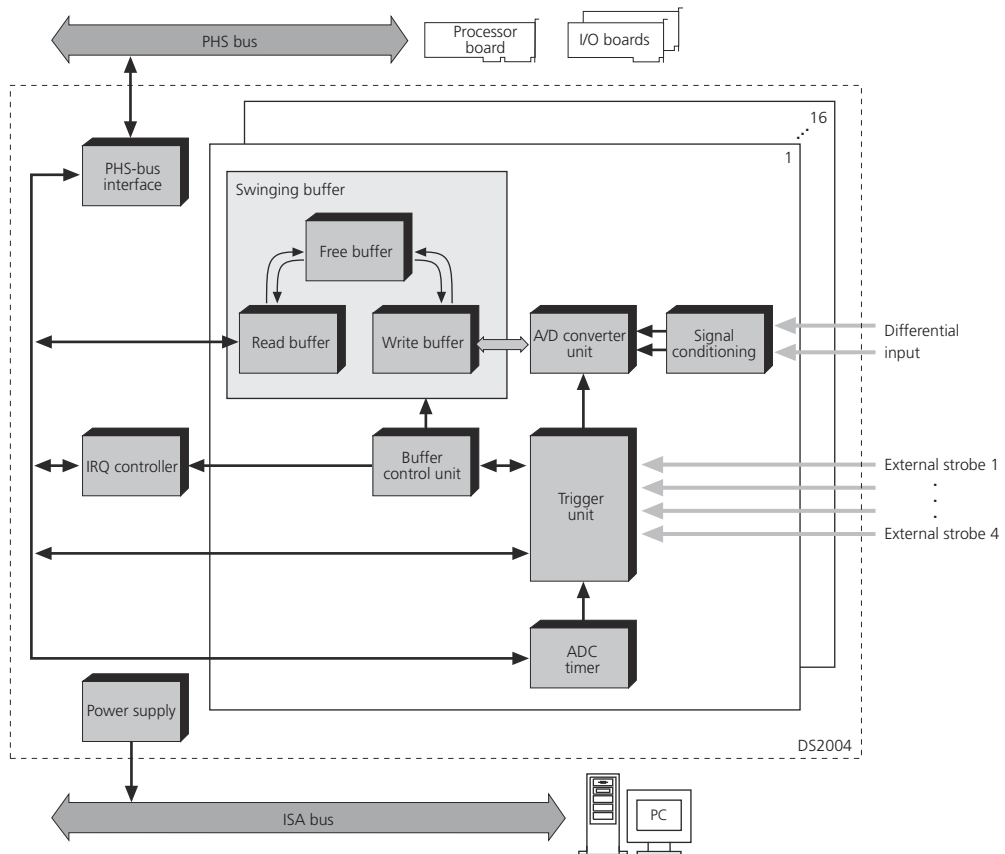 PHS bus
Processor
board
I/O boards
16
1
PHS-bus
interface
Swinging buffer
Free buffer
Read buffer
Write buffer
A/D converter
unit
Signal
conditioning
Differential
input
IRQ controller
Buffer
control unit
Trigger
unit
External strobe 1
External strobe 4
ADC
timer
Power supply
DS2004
ISA bus
PC